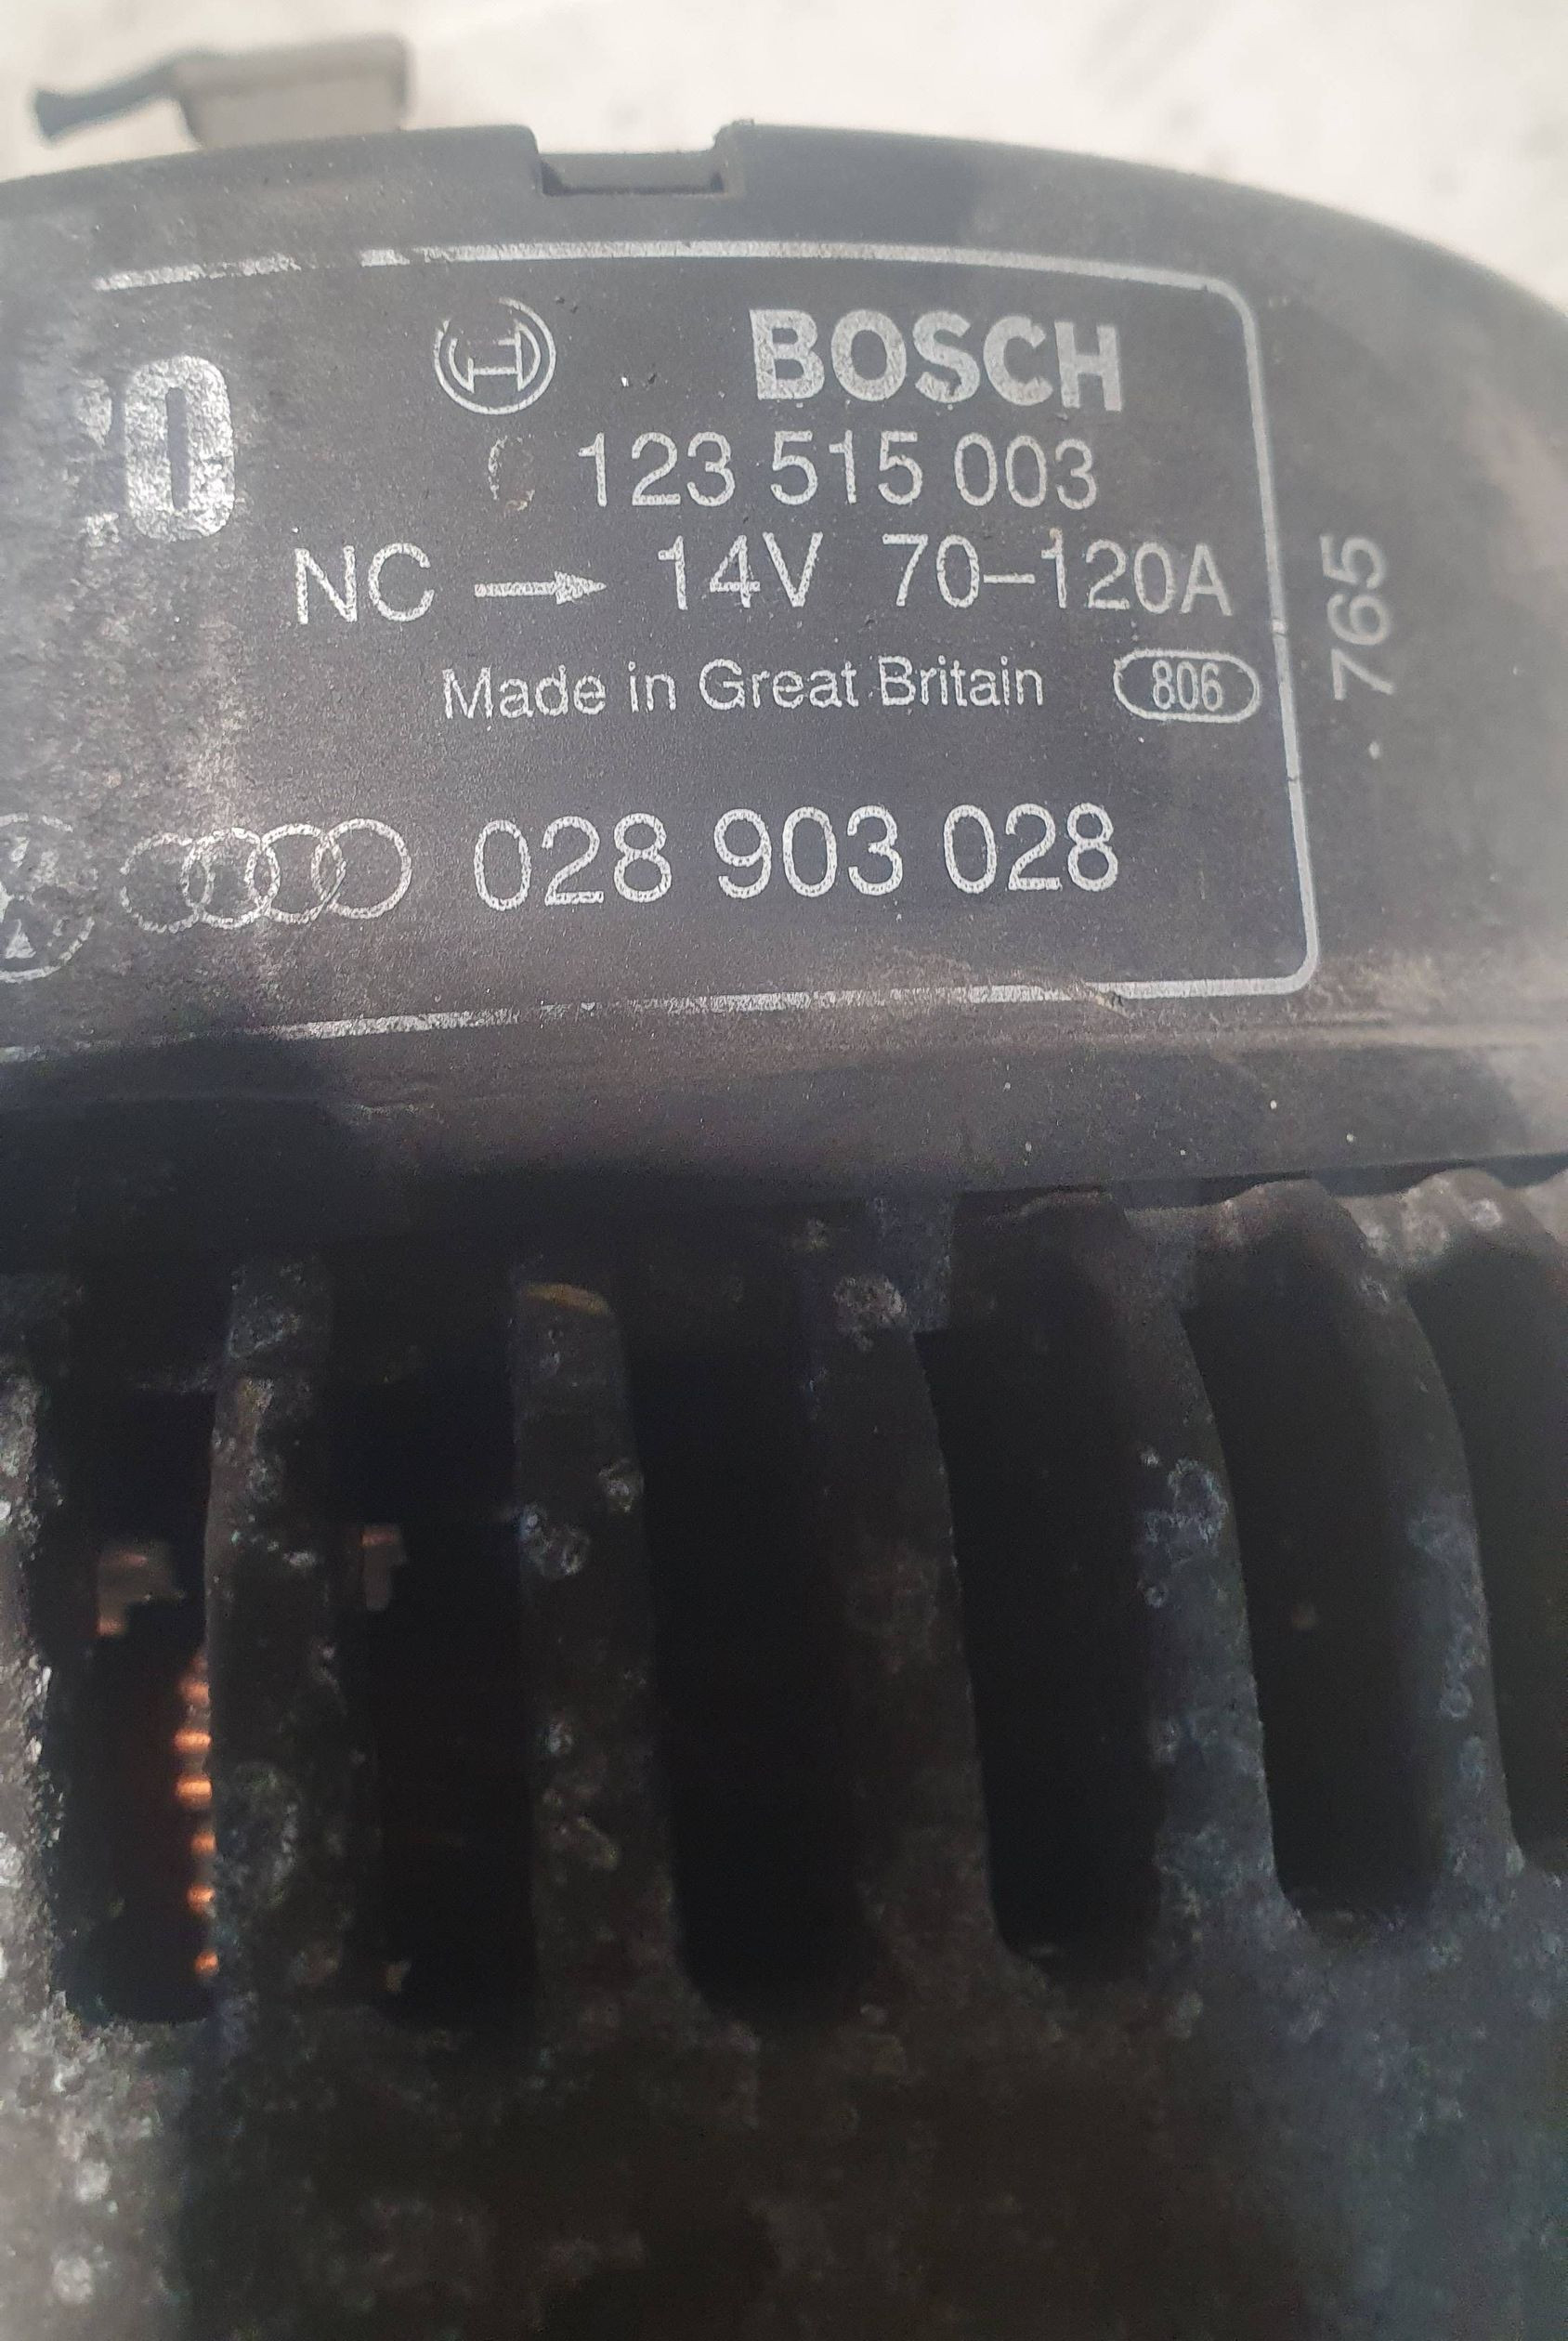 BOSCH
123 515 003
NC → 14V 70–120A
Made in Great Britain 806
028 903 028
765